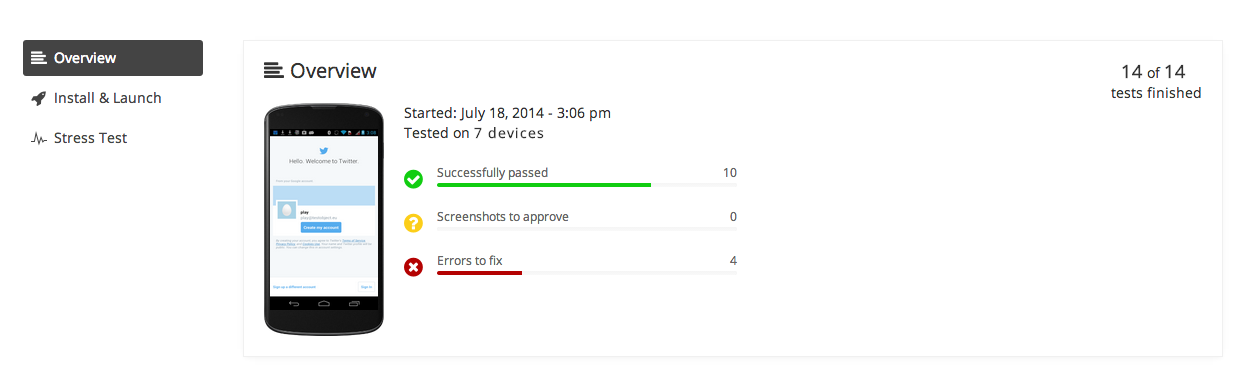 Overview
Install & Launch
Stress Test
Overview
14 of 14
tests finished
Started: July 18, 2014 - 3:06 pm
Tested on 7 devices
Successfully passed 10
Screenshots to approve 0
Errors to fix 4
Hello. Welcome to Twitter.
play
Create my account
Sign up a different account
Sign in